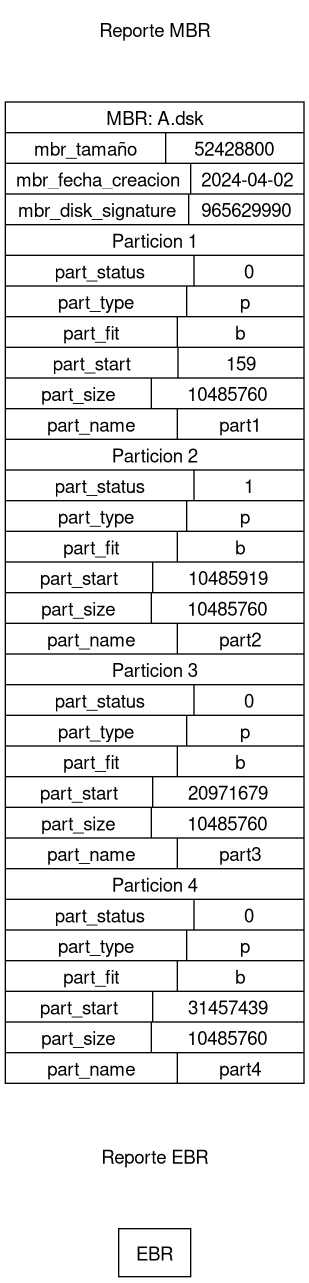 Reporte MBR
MBR: A.dsk
mbr_tamaño 52428800
mbr_fecha_creacion 2024-04-02
mbr_disk_signature 965629990
Particion 1
part_status 0
part_type p
part_fit b
part_start 159
part_size 10485760
part_name part1
Particion 2
part_status 1
part_type p
part_fit b
part_start 10485919
part_size 10485760
part_name part2
Particion 3
part_status 0
part_type p
part_fit b
part_start 20971679
part_size 10485760
part_name part3
Particion 4
part_status 0
part_type p
part_fit b
part_start 31457439
part_size 10485760
part_name part4
Reporte EBR
EBR